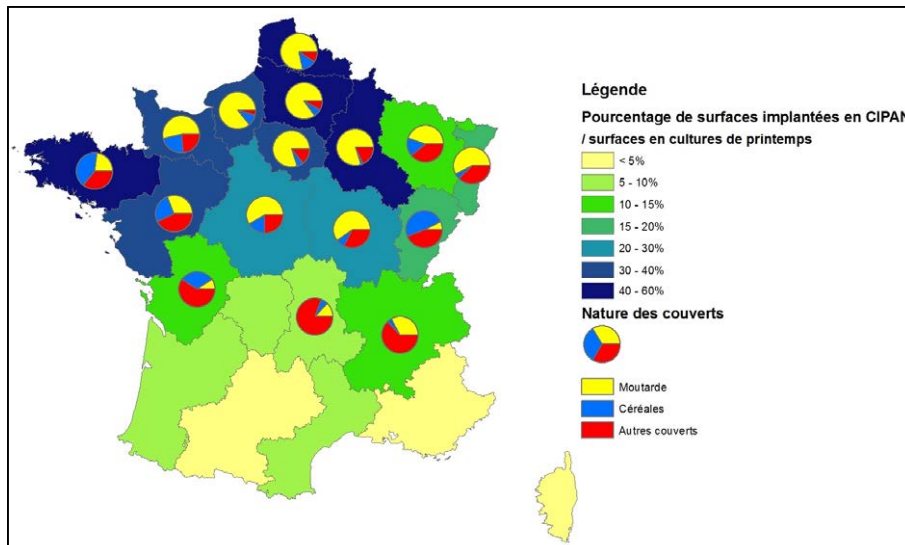 Légende
Pourcentage de surfaces implantées en CIPAN
/ surfaces en cultures de printemps
< 5%
5 - 10%
10 - 15%
15 - 20%
20 - 30%
30 - 40%
40 - 60%
Nature des couverts
Moutarde
Céréales
Autres couverts